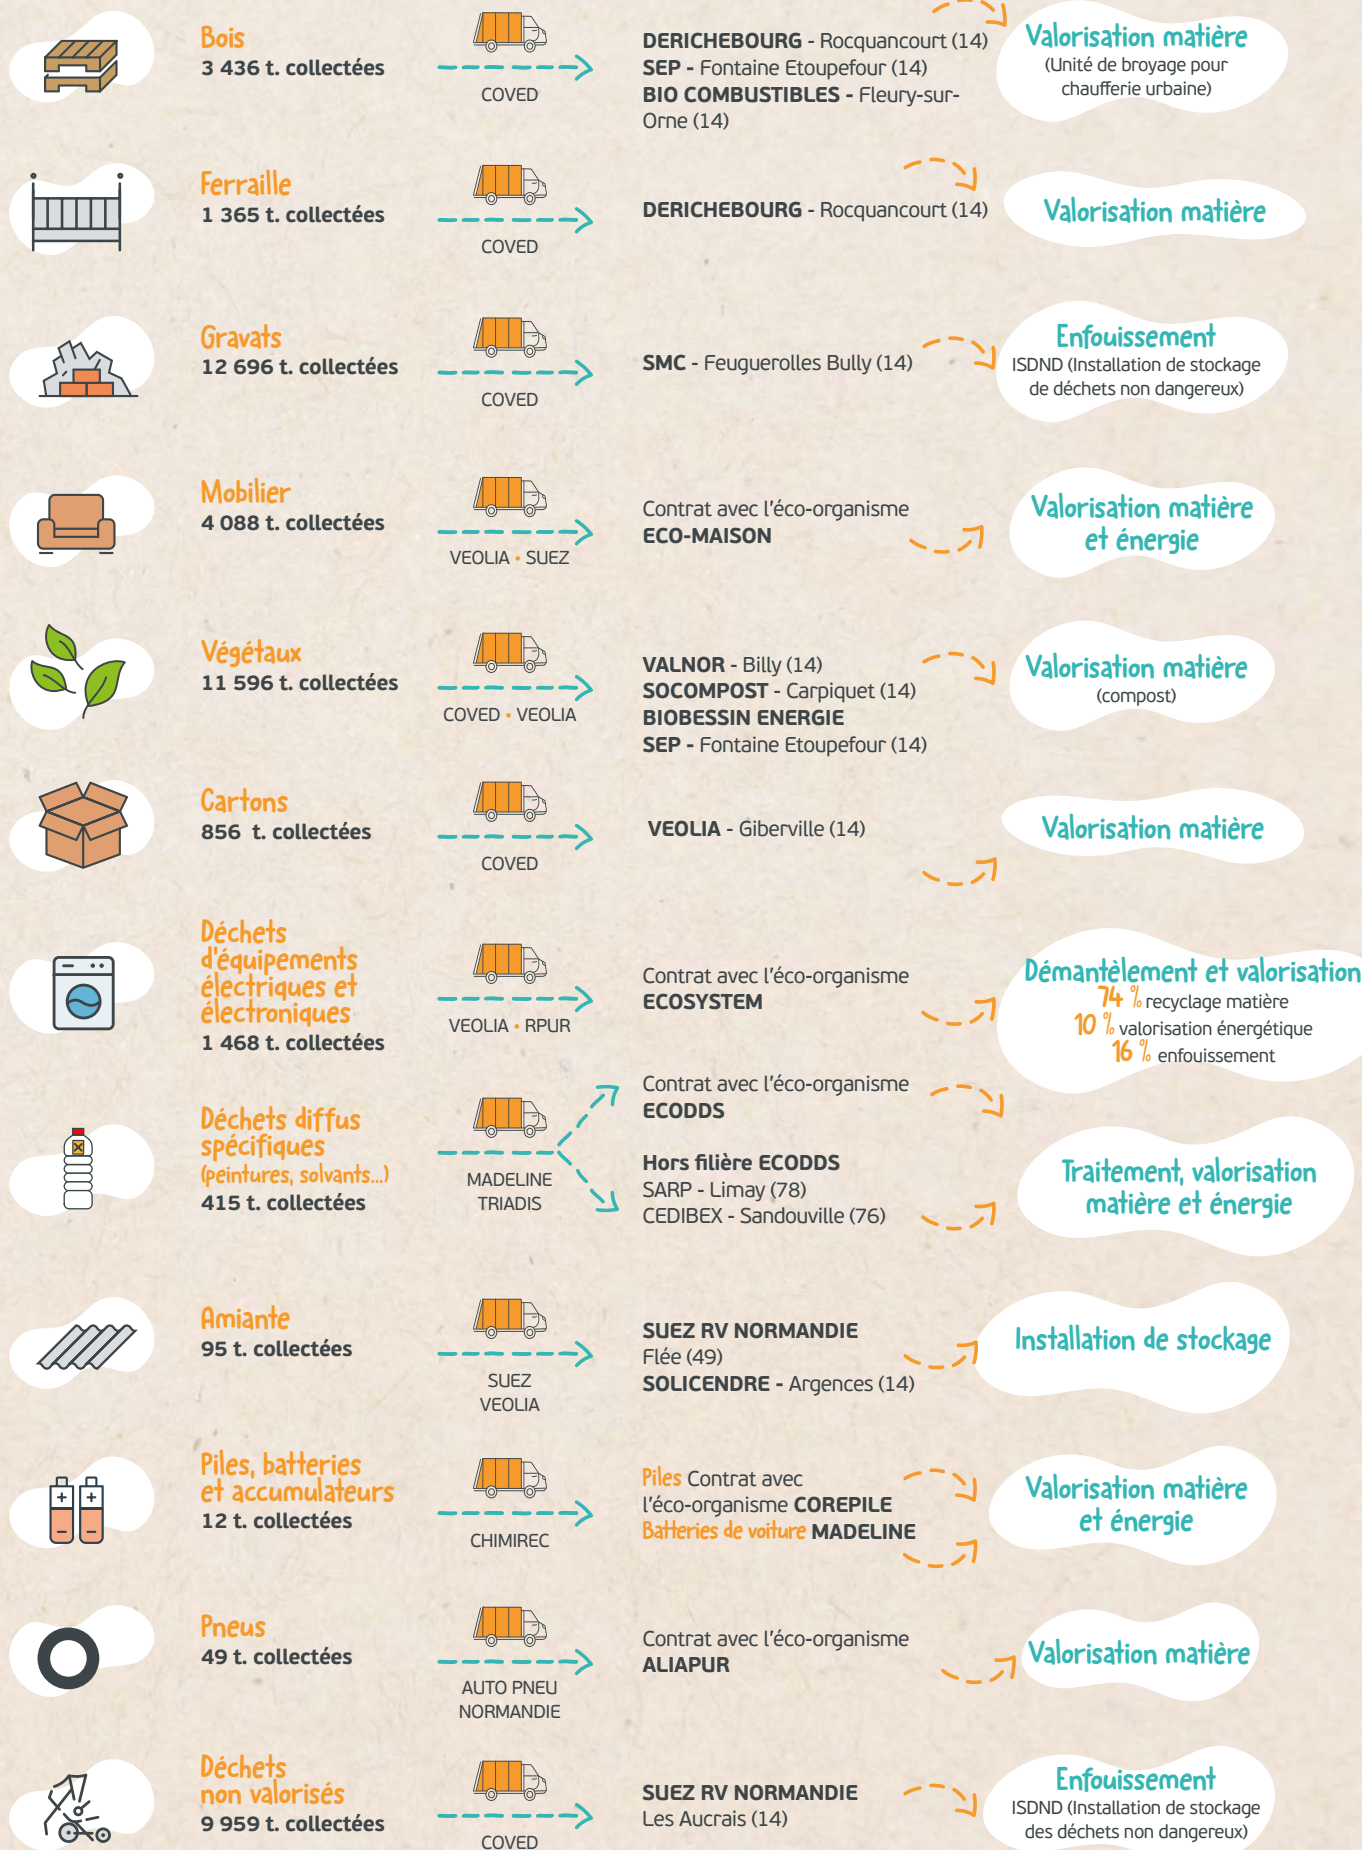 Bois
3 436 t. collectées
COVED
DERICHEBOURG - Rocquancourt (14)
SEP - Fontaine Etoupefour (14)
BIO COMBUSTIBLES - Fleury-sur-
Orne (14)
Valorisation matière
(Unité de broyage pour
chaufferie urbaine)
Ferraille
1 365 t. collectées
COVED
DERICHEBOURG - Rocquancourt (14)
Valorisation matière
Gravats
12 696 t. collectées
COVED
SMC - Feuguerolles Bully (14)
Enfouissement
ISDND (Installation de stockage
de déchets non dangereux)
Mobilier
4 088 t. collectées
VEOLIA • SUEZ
Contrat avec l'éco-organisme
ECO-MAISON
Valorisation matière
et énergie
Végétaux
11 596 t. collectées
COVED • VEOLIA
VALNOR - Billy (14)
SOCOMPOST - Carpiquet (14)
BIOBESSIN ENERGIE
SEP - Fontaine Etoupefour (14)
Valorisation matière
(compost)
Cartons
856 t. collectées
COVED
VEOLIA - Giberville (14)
Valorisation matière
Déchets
d'équipements
électriques et
électroniques
1 468 t. collectées
VEOLIA • RPUR
Contrat avec l'éco-organisme
ECOSYSTEM
Démantèlement et valorisation
74 % recyclage matière
10 % valorisation énergétique
16 % enfouissement
Déchets diffus
spécifiques
(peintures, solvants...)
415 t. collectées
MADELINE
TRIADIS
Contrat avec l'éco-organisme
ECODDS
Hors filière ECODDS
SARP - Limay (78)
CEDIBEX - Sandouville (76)
Traitement, valorisation
matière et énergie
Amiante
95 t. collectées
SUEZ
VEOLIA
SUEZ RV NORMANDIE
Flée (49)
SOLICENDRE - Argences (14)
Installation de stockage
Piles, batteries
et accumulateurs
12 t. collectées
CHIMIREC
Piles Contrat avec
l'éco-organisme COREPILE
Batteries de voiture MADELINE
Valorisation matière
et énergie
Pneus
49 t. collectées
AUTO PNEU
NORMANDIE
Contrat avec l'éco-organisme
ALIAPUR
Valorisation matière
Déchets
non valorisés
9 959 t. collectées
COVED
SUEZ RV NORMANDIE
Les Aucrais (14)
Enfouissement
ISDND (Installation de stockage
des déchets non dangereux)